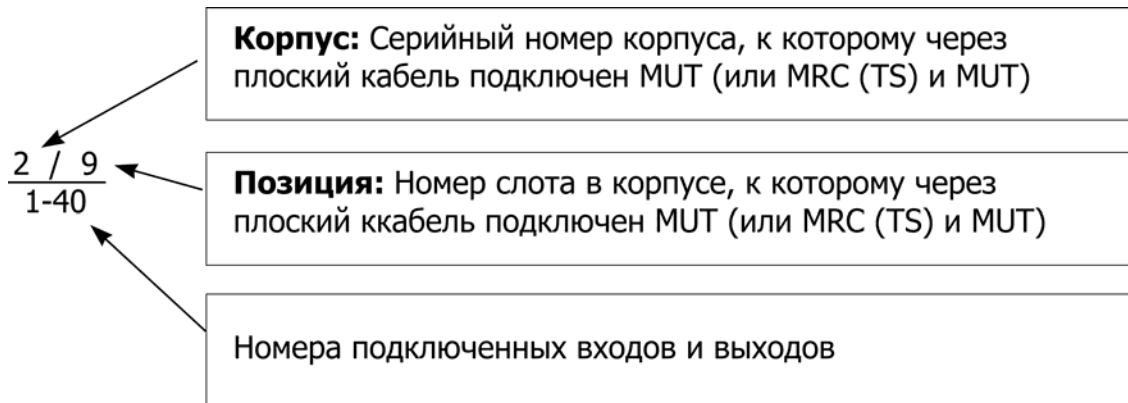 Корпус: Серийный номер корпуса, к которому через
плоский кабель подключен MUT (или MRC (TS) и MUT)
2 / 9
1-40
Позиция: Номер слота в корпусе, к которому через
плоский ккабель подключен MUT (или MRC (TS) и MUT)
Номера подключенных входов и выходов